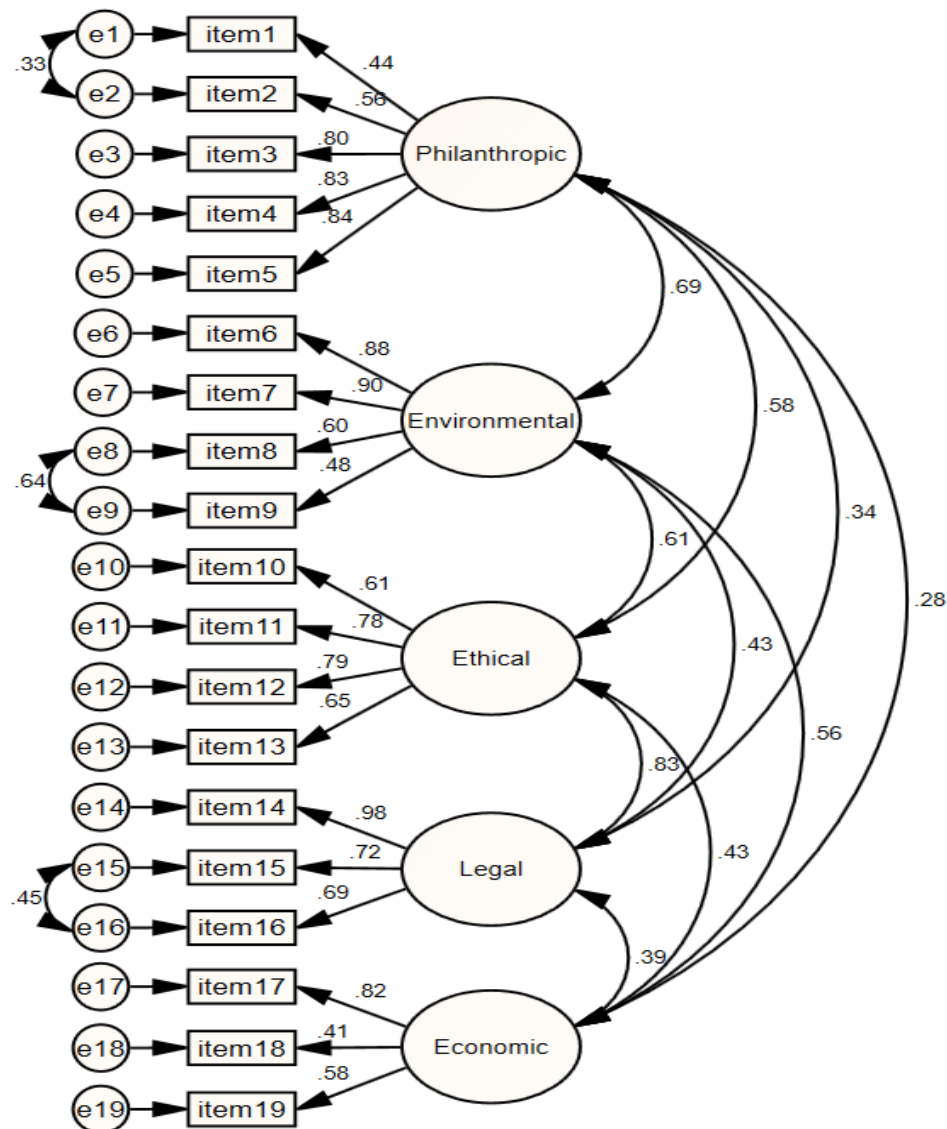 e1 item1
.33 .44
e2 item2 .56
e3 item3 .80 Philanthropic
e4 item4 .83
.84
e5 item5
.69
e6 item6 .88
e7 item7 .90
.58
e8 item8 .60 Environmental
.64 .48
e9 item9
.34
e10 item10 .61
.61
.28
e11 item11 .78
.43
e12 item12 .79 Ethical
.65
e13 item13
.56
.83
e14 item14 .98
.43
e15 item15 .72 Legal
.45 .69
e16 item16
.39
e17 item17 .82
e18 item18 .41 Economic
.58
e19 item19